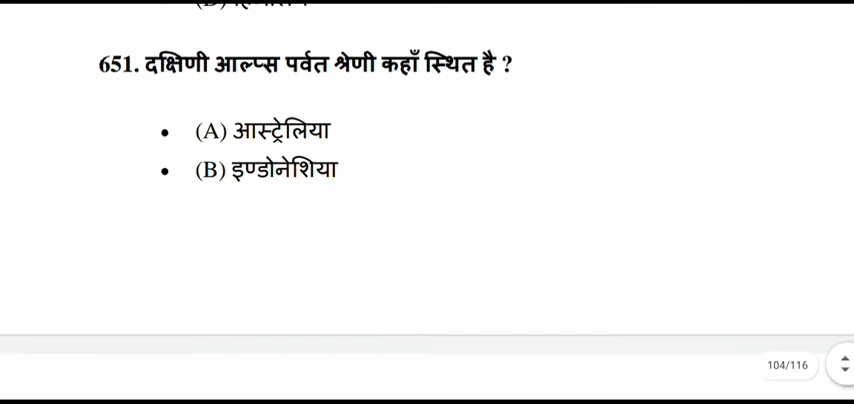 651. दक्षिणी आल्प्स पर्वत श्रेणी कहाँ स्थित है ?
• (A) आस्ट्रेलिया
• (B) इण्डोनेशिया
104/116